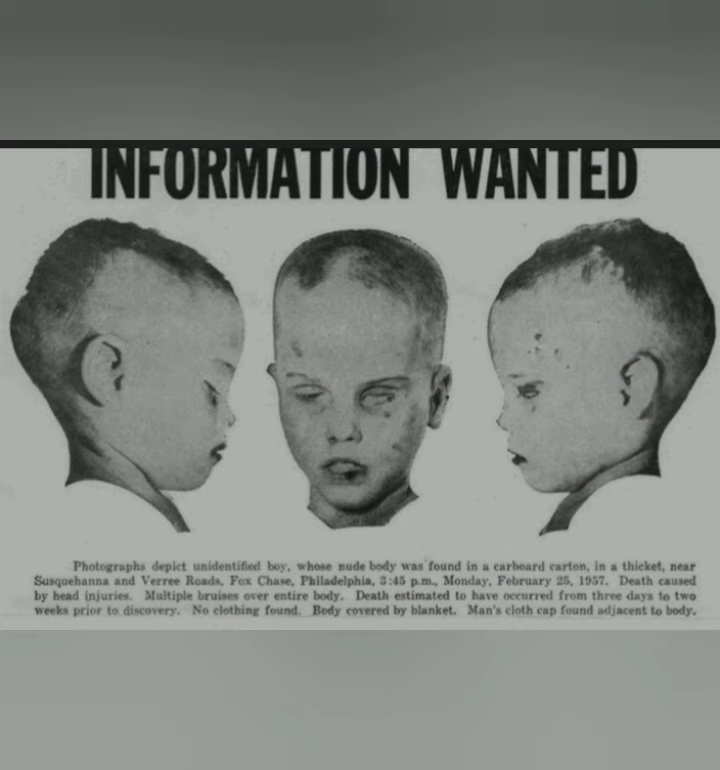 INFORMATION WANTED
Photographs depict unidentified boy, whose nude body was found in a carboard carton, in a thicket, near
Susquehanna and Verree Roads, Fox Chase, Philadelphia, 3:45 p.m., Monday, February 25, 1957. Death caused
by head injuries. Multiple bruises over entire body. Death estimated to have occurred from three days to two
weeks prior to discovery. No clothing found. Body covered by blanket. Man's cloth cap found adjacent to body.